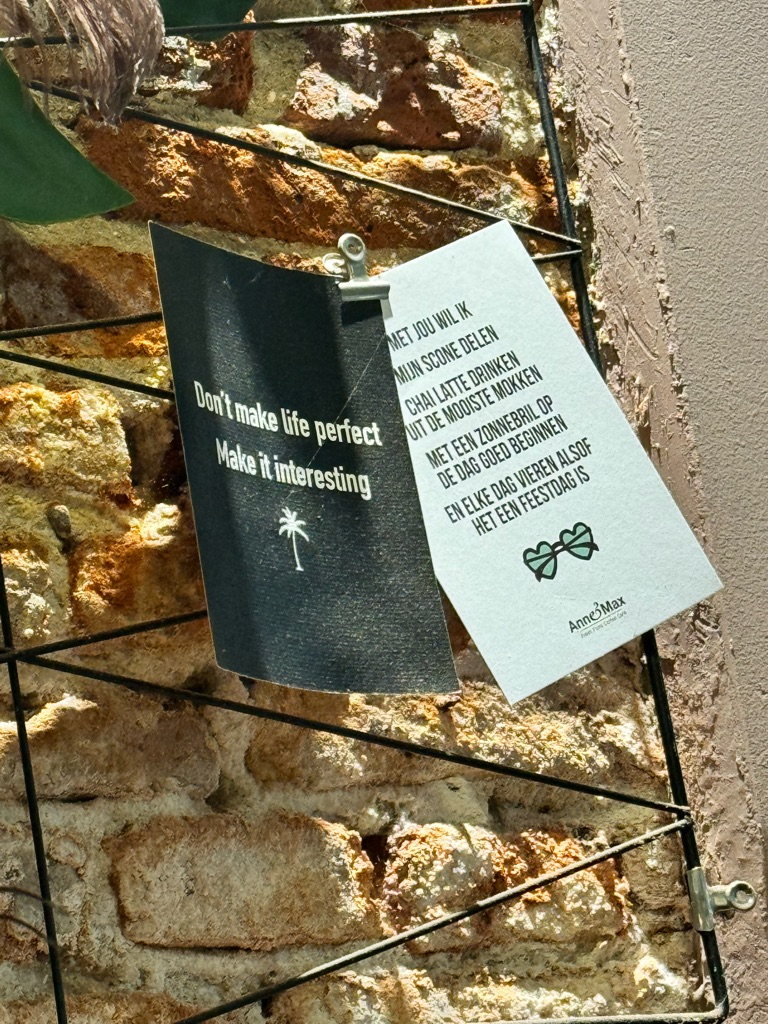 Don't make life perfect
Make it interesting
MET JOU WIL IK
MIJN SCONE DELEN
CHAI LATTE DRINKEN
UIT DE MOOISTE MOKKEN
MET EEN ZONNEBRIL OP
DE DAG GOED BEGINNEN
EN ELKE DAG VIEREN ALSOF
HET EEN FEESTDAG IS
Anne&Max